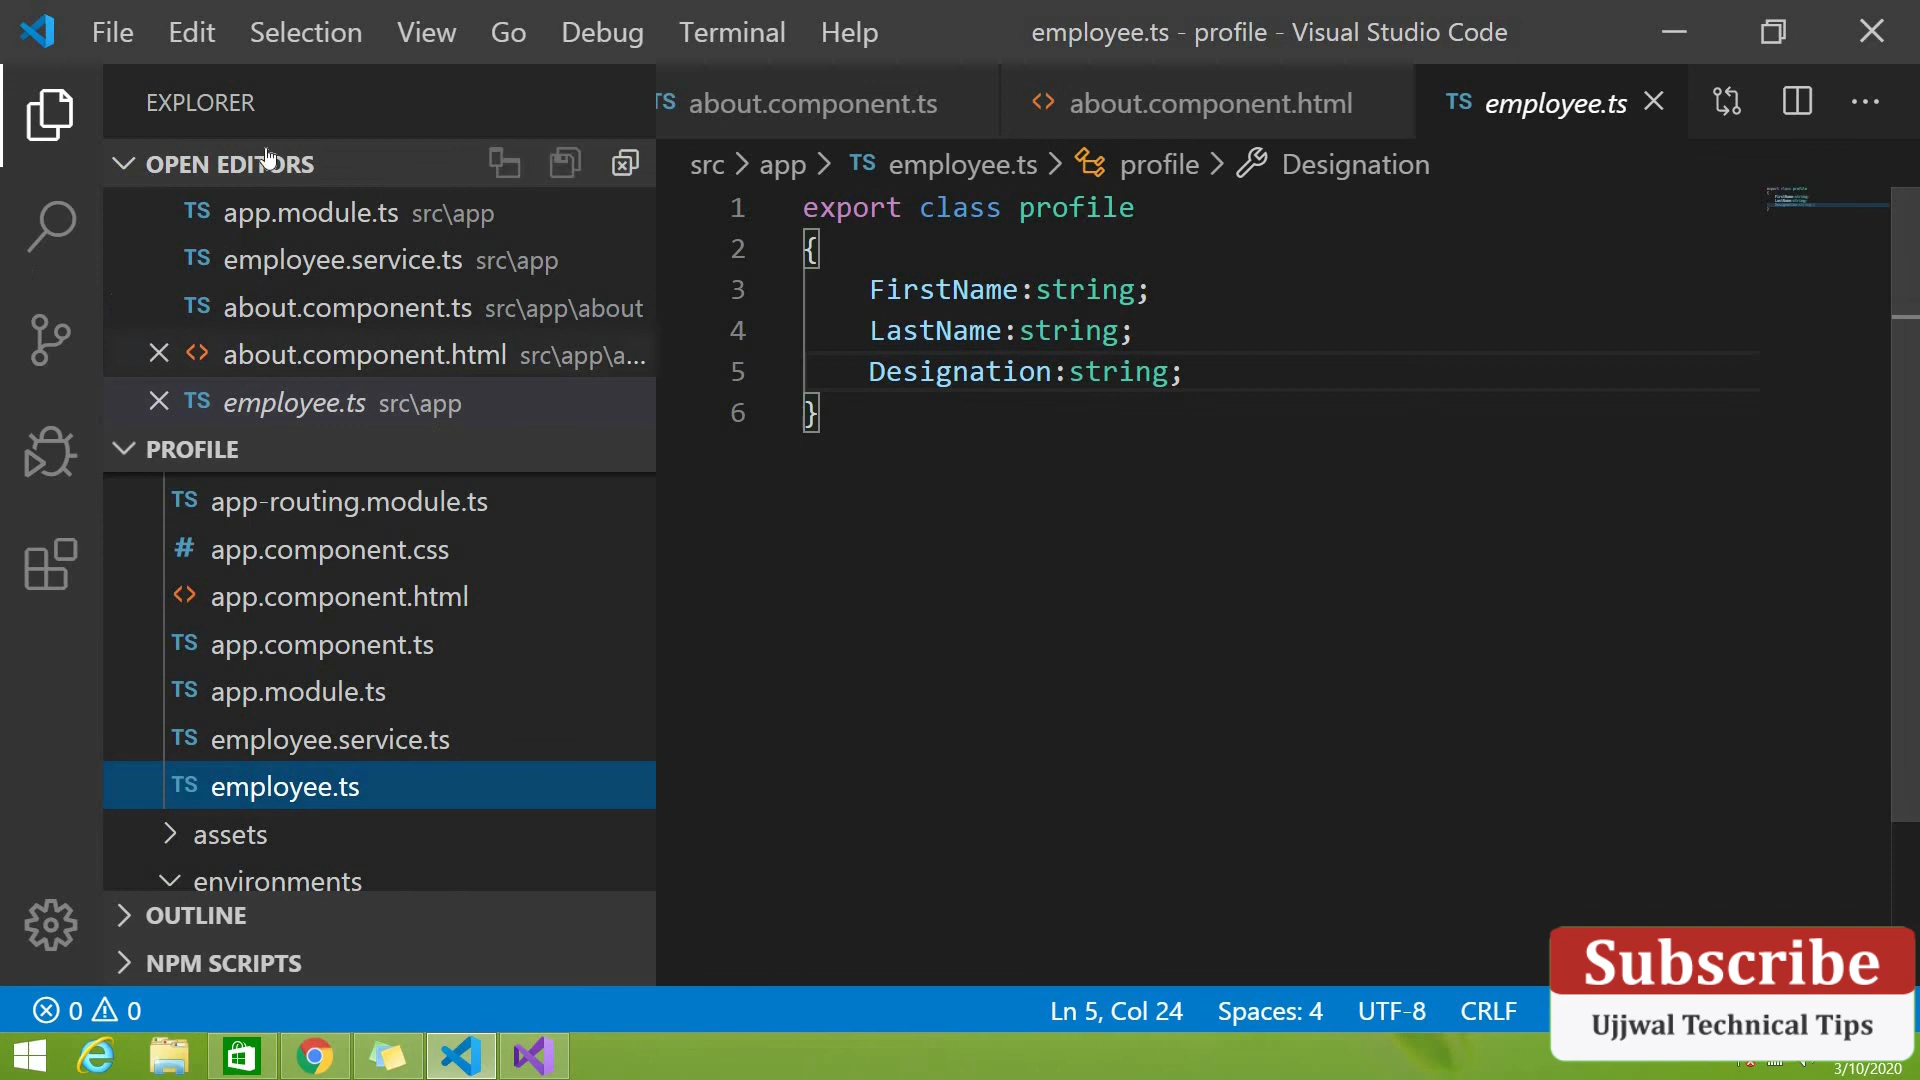 File Edit Selection View Go Debug Terminal Help employee.ts - profile - Visual Studio Code
EXPLORER
OPEN EDITORS
TS app.module.ts src\app
TS employee.service.ts src\app
TS about.component.ts src\app\about
<> about.component.html src\app\a...
TS employee.ts src\app
PROFILE
TS app-routing.module.ts
# app.component.css
<> app.component.html
TS app.component.ts
TS app.module.ts
TS employee.service.ts
TS employee.ts
assets
environments
OUTLINE
NPM SCRIPTS
TS about.component.ts <> about.component.html TS employee.ts
src > app > TS employee.ts > profile > Designation
1 export class profile
2 {
3 FirstName:string;
4 LastName:string;
5 Designation:string;
6 }
0 0 Ln 5, Col 24 Spaces: 4 UTF-8 CRLF
Subscribe
Ujjwal Technical Tips
3/10/2020